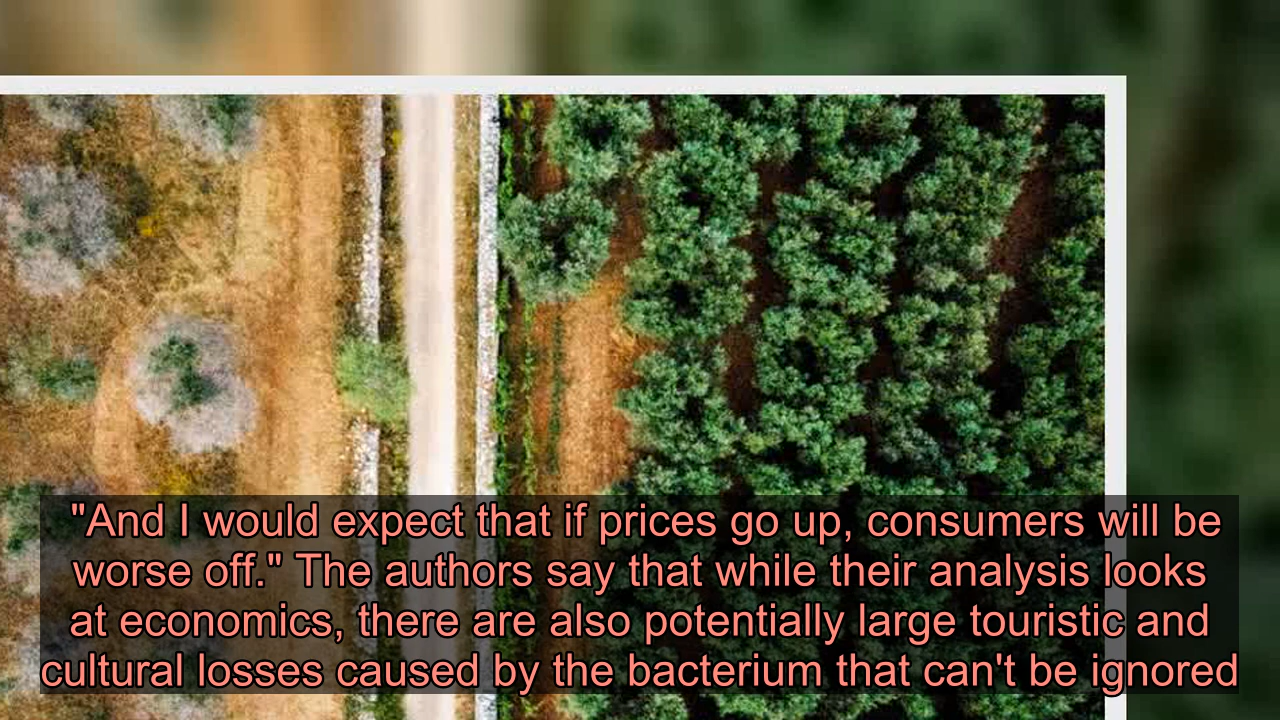 "And I would expect that if prices go up, consumers will be
worse off." The authors say that while their analysis looks
at economics, there are also potentially large touristic and
cultural losses caused by the bacterium that can't be ignored